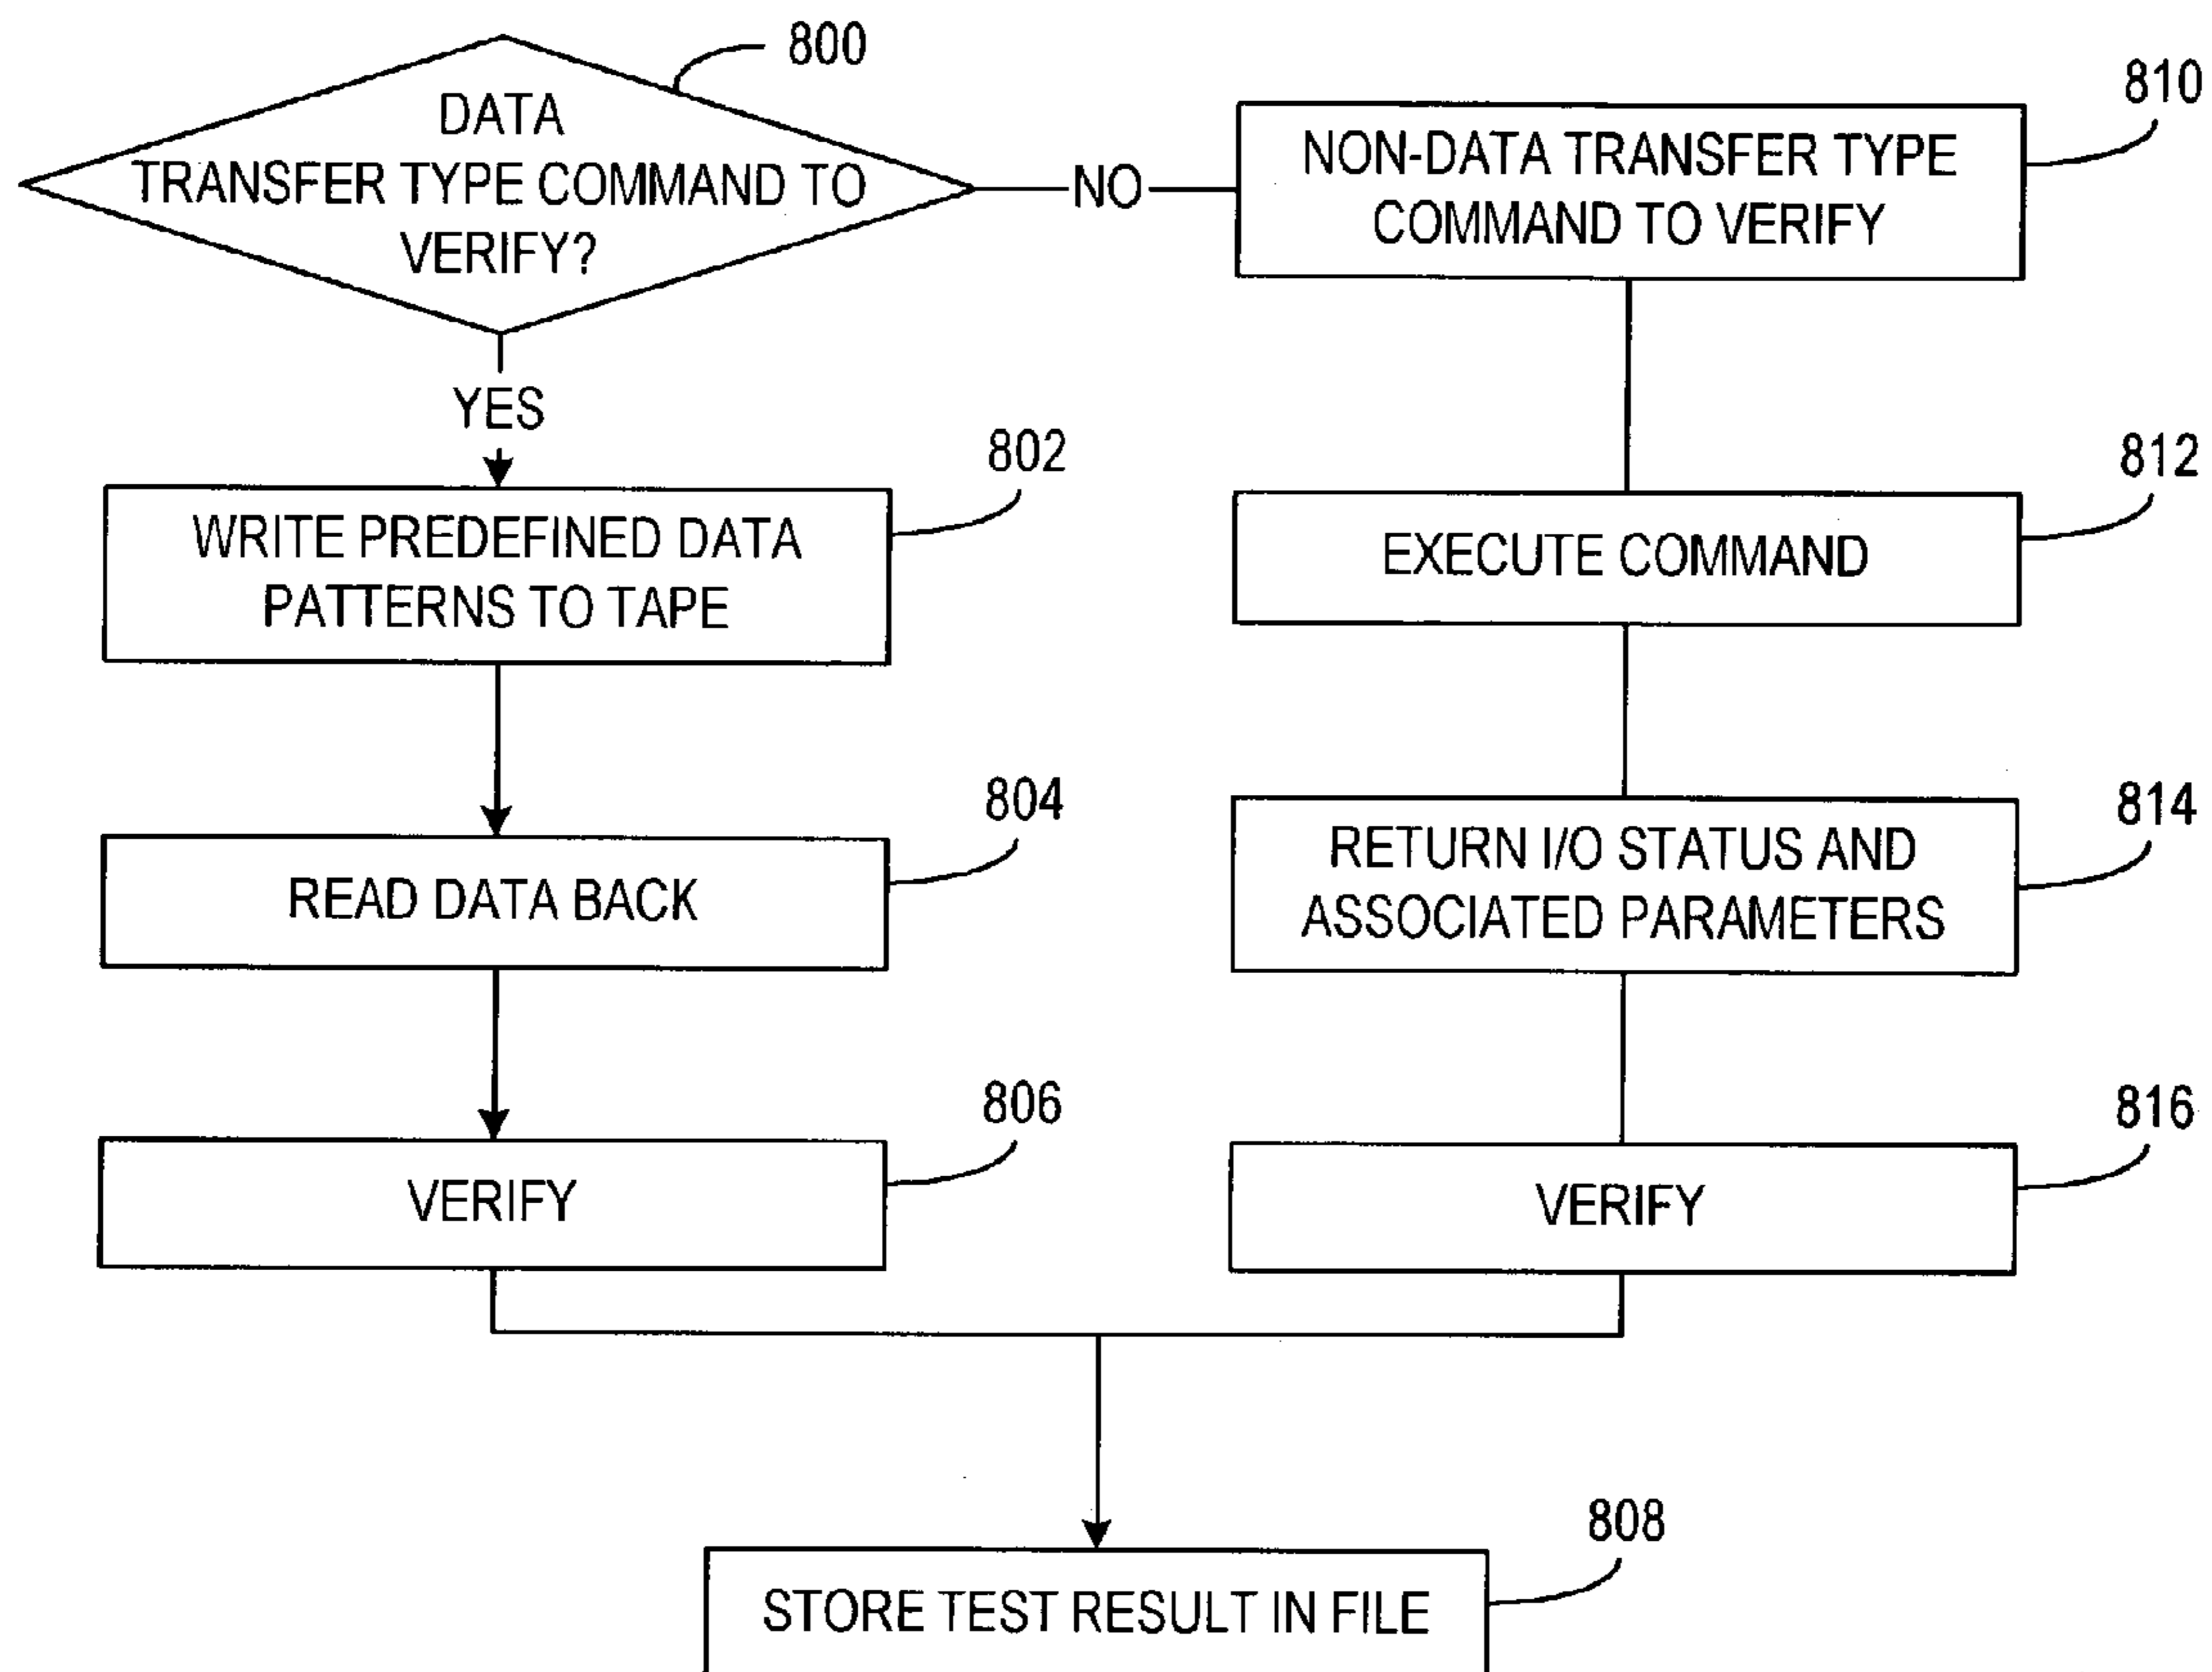 800
DATA
TRANSFER TYPE COMMAND TO
VERIFY?
NO
810
NON-DATA TRANSFER TYPE
COMMAND TO VERIFY
YES
802
WRITE PREDEFINED DATA
PATTERNS TO TAPE
812
EXECUTE COMMAND
804
READ DATA BACK
814
RETURN I/O STATUS AND
ASSOCIATED PARAMETERS
806
VERIFY
816
VERIFY
808
STORE TEST RESULT IN FILE